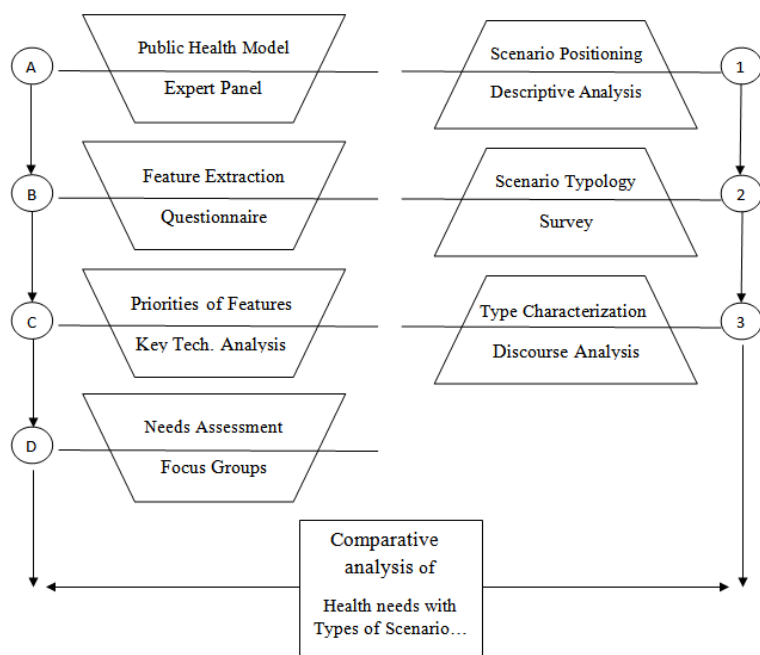 A
Public Health Model
Expert Panel
Scenario Positioning
Descriptive Analysis
1
B
Feature Extraction
Questionnaire
Scenario Typology
Survey
2
C
Priorities of Features
Key Tech. Analysis
Type Characterization
Discourse Analysis
3
D
Needs Assessment
Focus Groups
Comparative
analysis of
Health needs with
Types of Scenario…